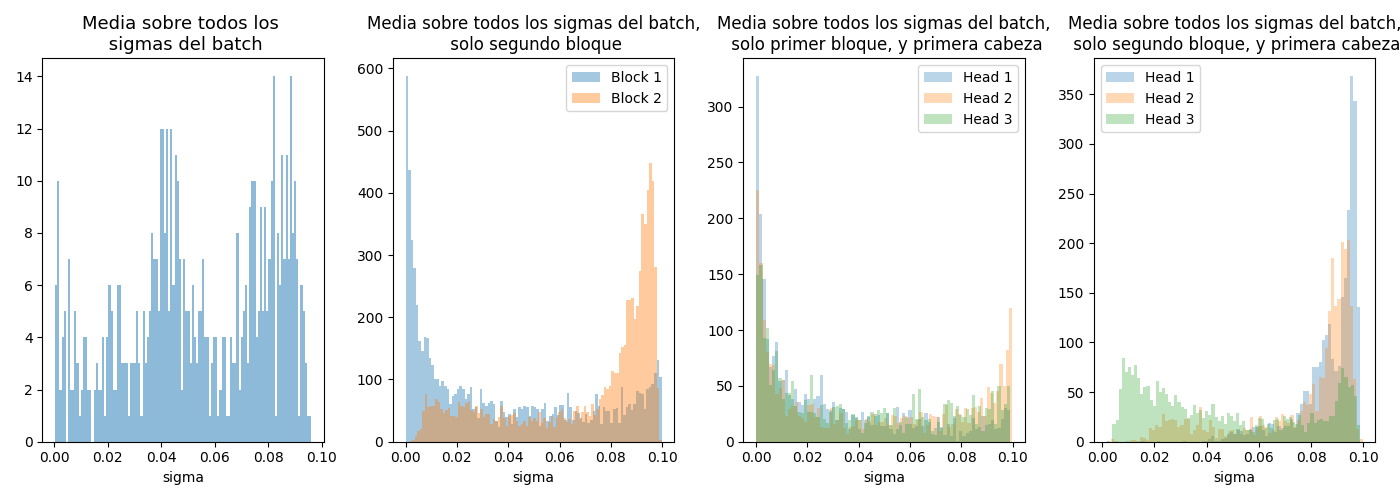 Media sobre todos los
sigmas del batch
14
12
10
8
6
4
2
0
0.00 0.02 0.04 0.06 0.08 0.10
sigma
Media sobre todos los sigmas del batch,
solo segundo bloque
Block 1
Block 2
600
500
400
300
200
100
0
0.00 0.02 0.04 0.06 0.08 0.10
sigma
Media sobre todos los sigmas del batch,
solo primer bloque, y primera cabeza
Head 1
Head 2
Head 3
300
250
200
150
100
50
0
0.00 0.02 0.04 0.06 0.08 0.10
sigma
Media sobre todos los sigmas del batch,
solo segundo bloque, y primera cabeza
Head 1
Head 2
Head 3
350
300
250
200
150
100
50
0
0.00 0.02 0.04 0.06 0.08 0.10
sigma